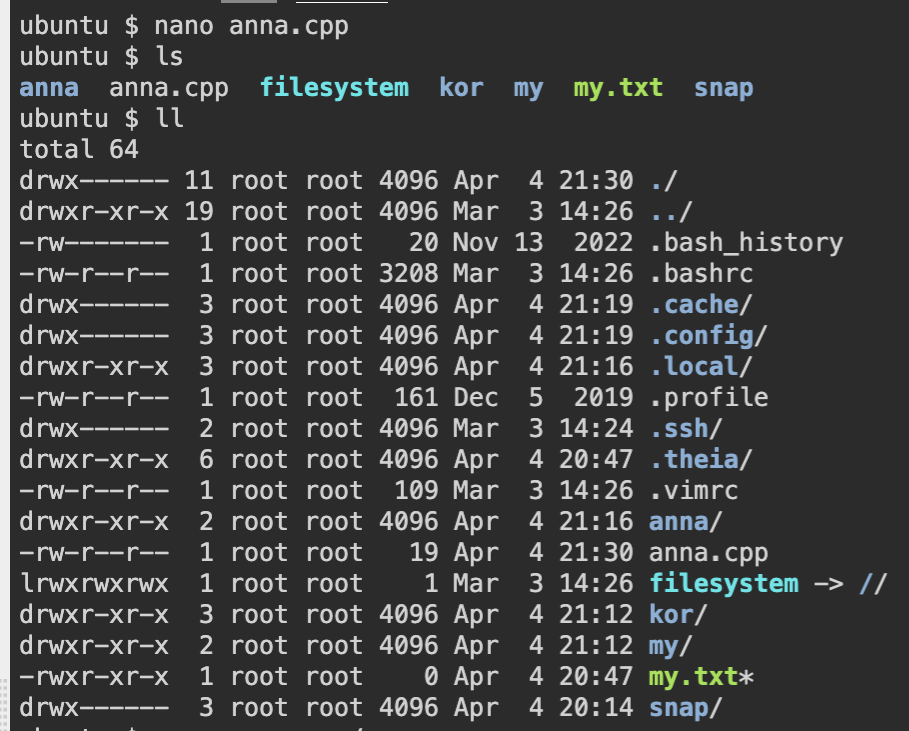 ubuntu $ nano anna.cpp
ubuntu $ ls
anna  anna.cpp  filesystem  kor  my  my.txt  snap
ubuntu $ ll
total 64
drwx------ 11 root root 4096 Apr  4 21:30 ./
drwxr-xr-x 19 root root 4096 Mar  3 14:26 ../
-rw-------  1 root root   20 Nov 13  2022 .bash_history
-rw-r--r--  1 root root 3208 Mar  3 14:26 .bashrc
drwx------  3 root root 4096 Apr  4 21:19 .cache/
drwx------  3 root root 4096 Apr  4 21:19 .config/
drwxr-xr-x  3 root root 4096 Apr  4 21:16 .local/
-rw-r--r--  1 root root  161 Dec  5  2019 .profile
drwx------  2 root root 4096 Mar  3 14:24 .ssh/
drwxr-xr-x  6 root root 4096 Apr  4 20:47 .theia/
-rw-r--r--  1 root root  109 Mar  3 14:26 .vimrc
drwxr-xr-x  2 root root 4096 Apr  4 21:16 anna/
-rw-r--r--  1 root root   19 Apr  4 21:30 anna.cpp
lrwxrwxrwx  1 root root    1 Mar  3 14:26 filesystem -> //
drwxr-xr-x  3 root root 4096 Apr  4 21:12 kor/
drwxr-xr-x  2 root root 4096 Apr  4 21:12 my/
-rwxr-xr-x  1 root root    0 Apr  4 20:47 my.txt*
drwx------  3 root root 4096 Apr  4 20:14 snap/